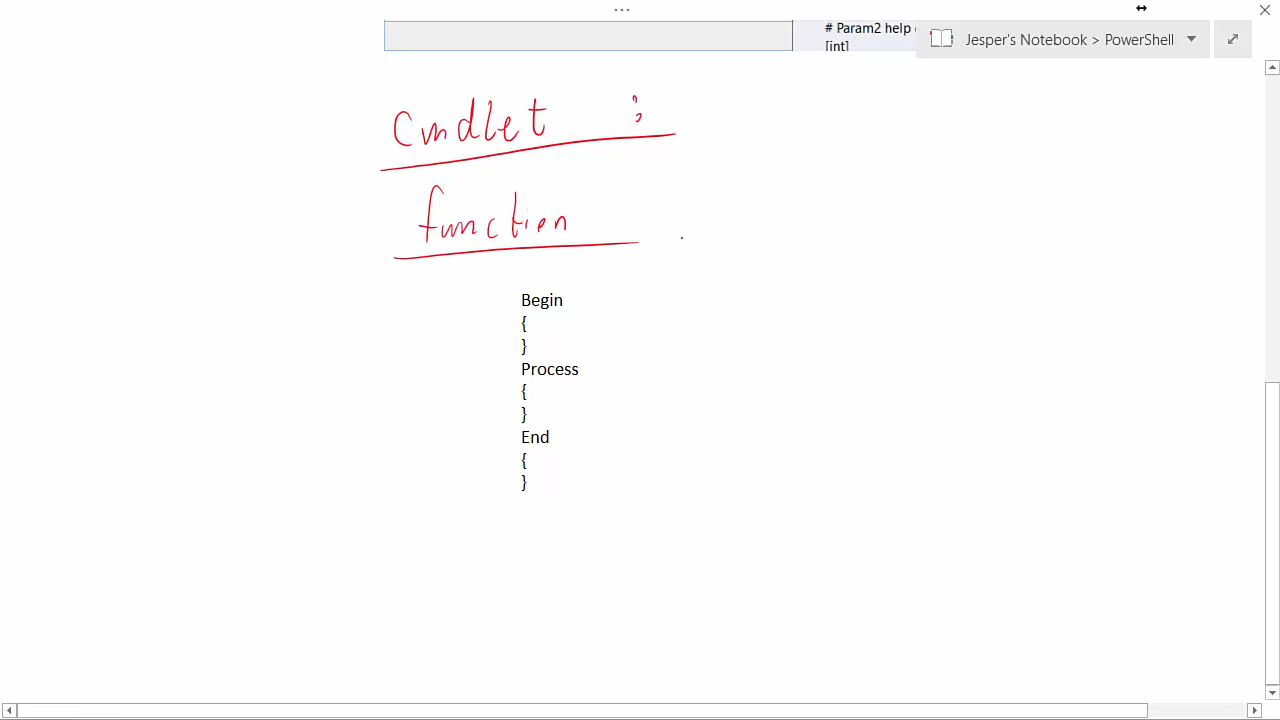 # Param2 help
[int]
Jesper's Notebook > PowerShell
Cmdlet :
function
Begin
{
}
Process
{
}
End
{
}